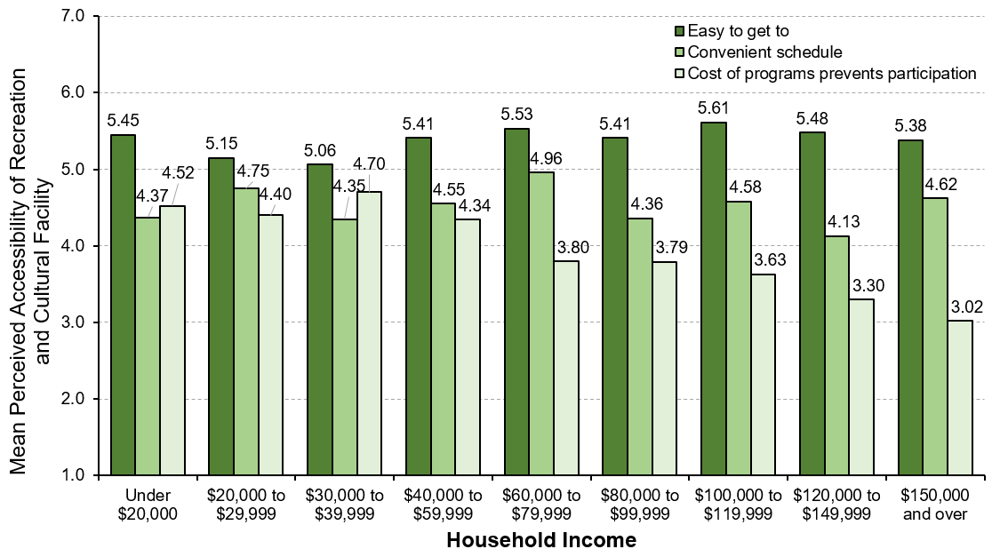 Mean Perceived Accessibility of Recreation
and Cultural Facility
7.0
6.0
5.0
4.0
3.0
2.0
1.0
Easy to get to
Convenient schedule
Cost of programs prevents participation
5.45
4.37
4.52
5.15
4.75
4.40
5.06
4.35
4.70
5.41
4.55
4.34
5.53
4.96
3.80
5.41
4.36
3.79
5.61
4.58
3.63
5.48
4.13
3.30
5.38
4.62
3.02
Under
$20,000
$20,000 to
$29,999
$30,000 to
$39,999
$40,000 to
$59,999
$60,000 to
$79,999
$80,000 to
$99,999
$100,000 to
$119,999
$120,000 to
$149,999
$150,000
and over
Household Income